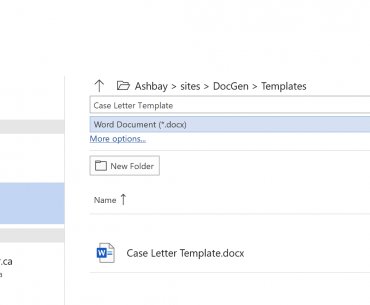 Ashbay > sites > DocGen > Templates
Case Letter Template
Word Document (*.docx)
More options...
New Folder
Name
Case Letter Template.docx
.ca